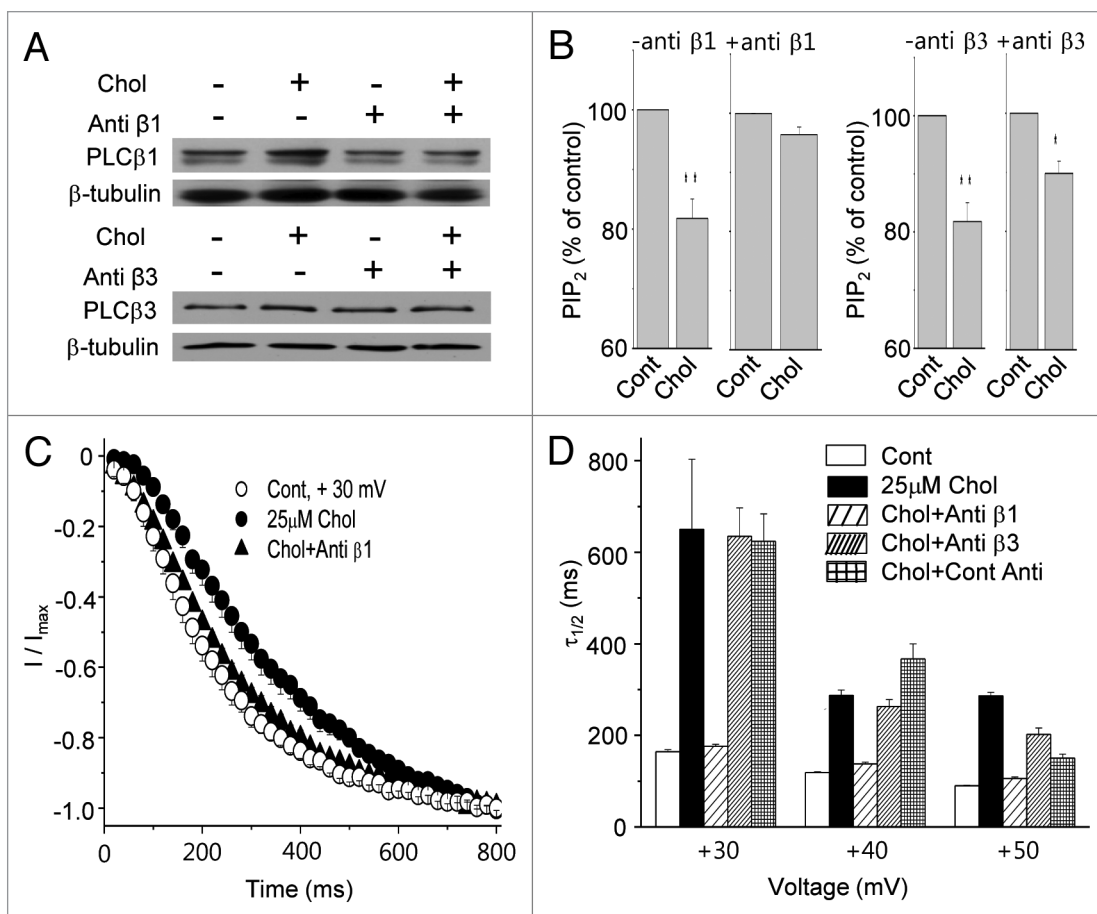 A
Chol - + - +
Anti β1 - - + +
PLCβ1
β-tubulin
Chol - + - +
Anti β3 - - + +
PLCβ3
β-tubulin
B
-anti β1 +anti β1 -anti β3 +anti β3
PIP2 (% of control)
100
80
60
** 
Cont Chol Cont Chol
PIP2 (% of control)
100
80
60
** *
Cont Chol Cont Chol
C
I / Imax
0
-0.2
-0.4
-0.6
-0.8
-1.0
Cont, + 30 mV
25μM Chol
Chol+Anti β1
0 200 400 600 800
Time (ms)
D
τ1/2 (ms)
800
600
400
200
0
Cont
25μM Chol
Chol+Anti β1
Chol+Anti β3
Chol+Cont Anti
+30 +40 +50
Voltage (mV)